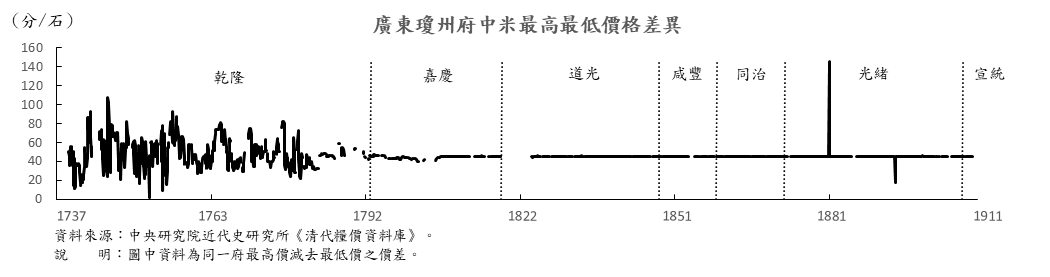 (分/石)
廣東瓊州府中米最高最低價格差異
160
140
120
100
80
60
40
20
0
乾隆 嘉慶 道光 咸豐 同治 光緒 宣統
1737 1763 1792 1822 1851 1881 1911
資料來源：中央研究院近代史研究所《清代糧價資料庫》。
說 明：圖中資料為同一府最高價減去最低價之價差。